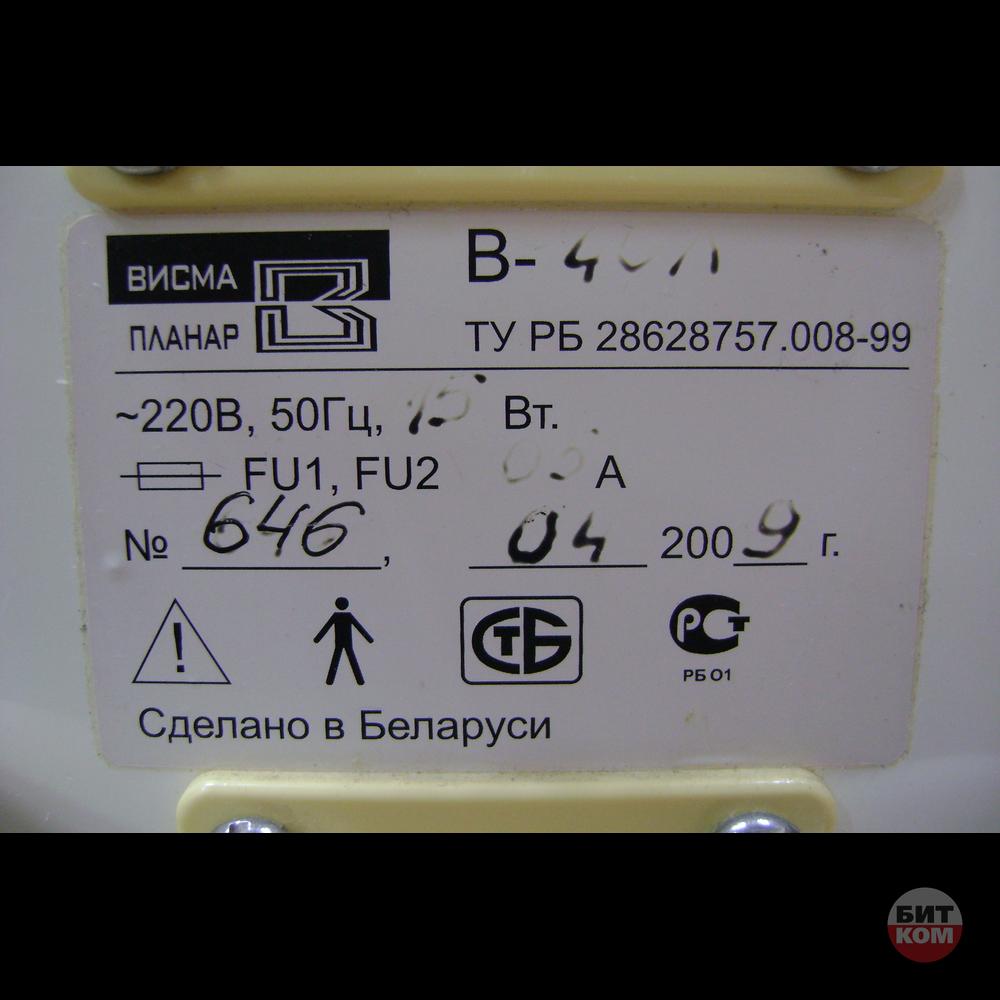 ВИСМА
ПЛАНАР
В-
ТУ РБ 28628757.008-99
~220В, 50Гц, 15 Вт.
FU1, FU2 А
№ 646, 04 2009 г.
!
СТБ
РСТ
РБ 01
Сделано в Беларуси
БИТ
КОМ